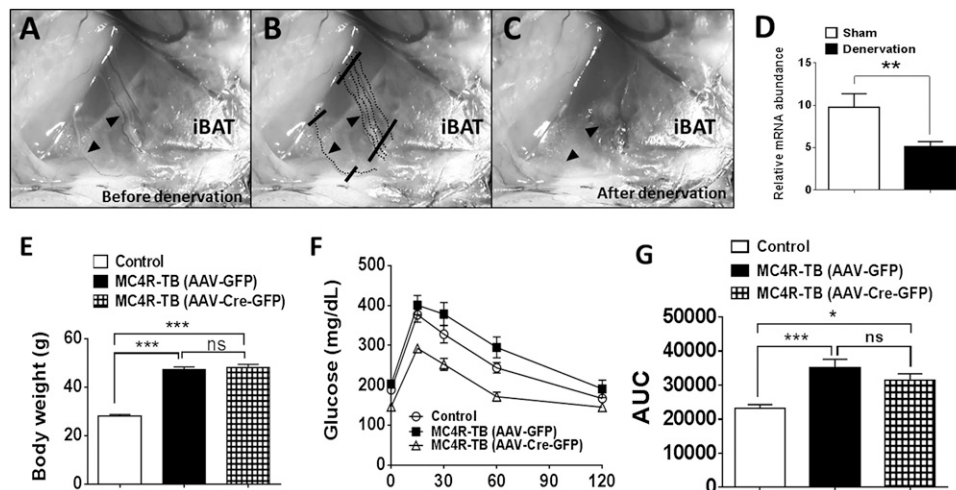 A
iBAT
Before denervation
B
iBAT
C
iBAT
After denervation
D
Sham
Denervation
**
Relative mRNA abundance
15
10
5
0
E
Control
MC4R-TB (AAV-GFP)
MC4R-TB (AAV-Cre-GFP)
Body weight (g)
60
40
20
0
***
***
ns
F
Glucose (mg/dL)
500
400
300
200
100
0
Control
MC4R-TB (AAV-GFP)
MC4R-TB (AAV-Cre-GFP)
0 30 60 120
G
Control
MC4R-TB (AAV-GFP)
MC4R-TB (AAV-Cre-GFP)
AUC
50000
40000
30000
20000
10000
0
*
***
ns